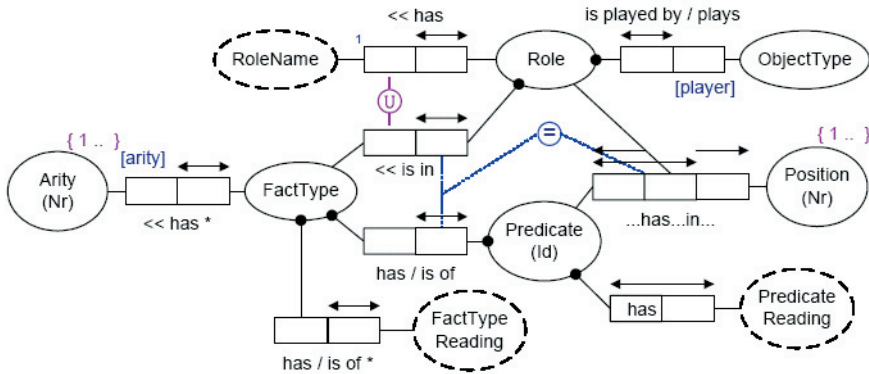 << has
is played by / plays
RoleName
1
Role
ObjectType
[player]
U
{ 1 .. }
[arity]
=
{ 1 .. }
Arity
(Nr)
FactType
<< is in
Position
(Nr)
<< has *
Predicate
(Id)
...has...in...
has / is of
has
Predicate
Reading
FactType
Reading
has / is of *